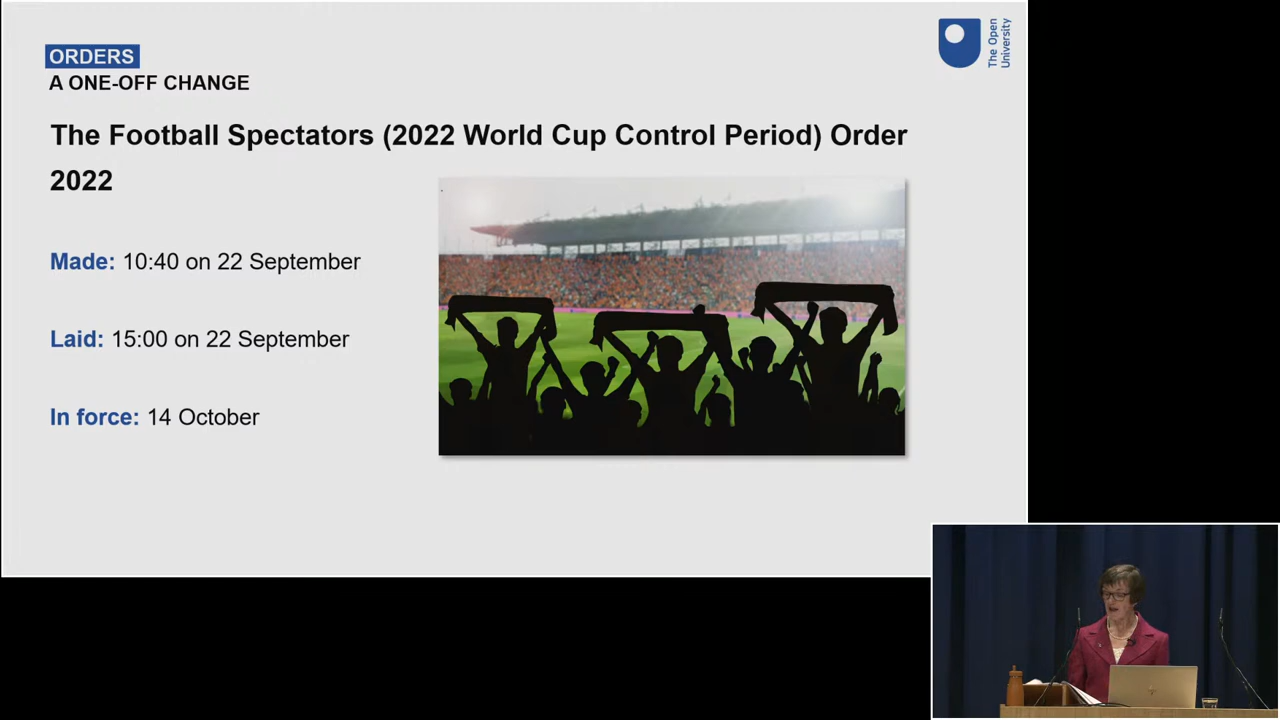 ORDERS
A ONE-OFF CHANGE
The Open
University
The Football Spectators (2022 World Cup Control Period) Order
2022
Made: 10:40 on 22 September
Laid: 15:00 on 22 September
In force: 14 October